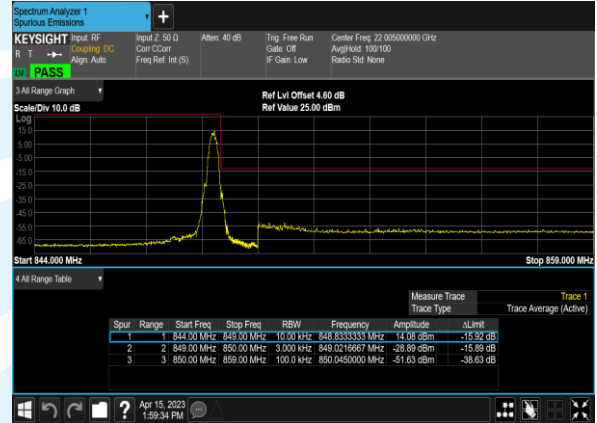 Spectrum Analyzer 1
Spurious Emissions
KEYSIGHT Input: RF Input Z: 50 Ω Atten: 40 dB Trig: Free Run Center Freq: 22.005000000 GHz
R T Coupling: DC Corr CCorr Gate: Off Avg|Hold: 100/100
Align: Auto Freq Ref: Int (S) IF Gain: Low Radio Std: None
PASS
3 All Range Graph
Ref Lvl Offset 4.60 dB
Scale/Div 10.0 dB Ref Value 25.00 dBm
Log
15.0
5.00
-5.00
-15.0
-25.0
-35.0
-45.0
-55.0
-65.0
Start 844.000 MHz Stop 859.000 MHz
4 All Range Table
Measure Trace Trace 1
Trace Type Trace Average (Active)
Spur Range Start Freq Stop Freq RBW Frequency Amplitude ΔLimit
1 1 844.00 MHz 849.00 MHz 10.00 kHz 848.8333333 MHz 14.08 dBm -15.92 dB
2 2 849.00 MHz 850.00 MHz 3.000 kHz 849.0216667 MHz -28.89 dBm -15.89 dB
3 3 850.00 MHz 859.00 MHz 100.0 kHz 850.0450000 MHz -51.63 dBm -38.63 dB
? Apr 15, 2023
1:59:34 PM